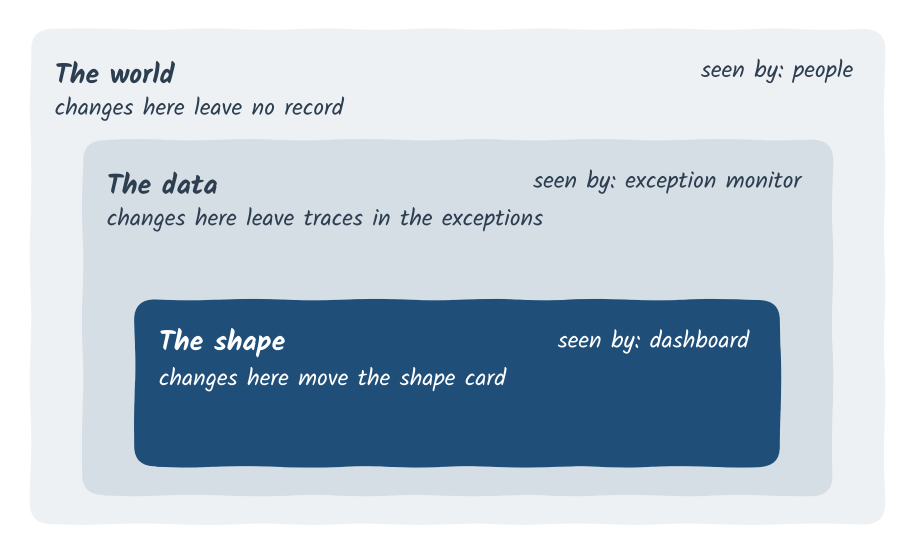 The world
seen by: people
changes here leave no record
The data
seen by: exception monitor
changes here leave traces in the exceptions
The shape
seen by: dashboard
changes here move the shape card